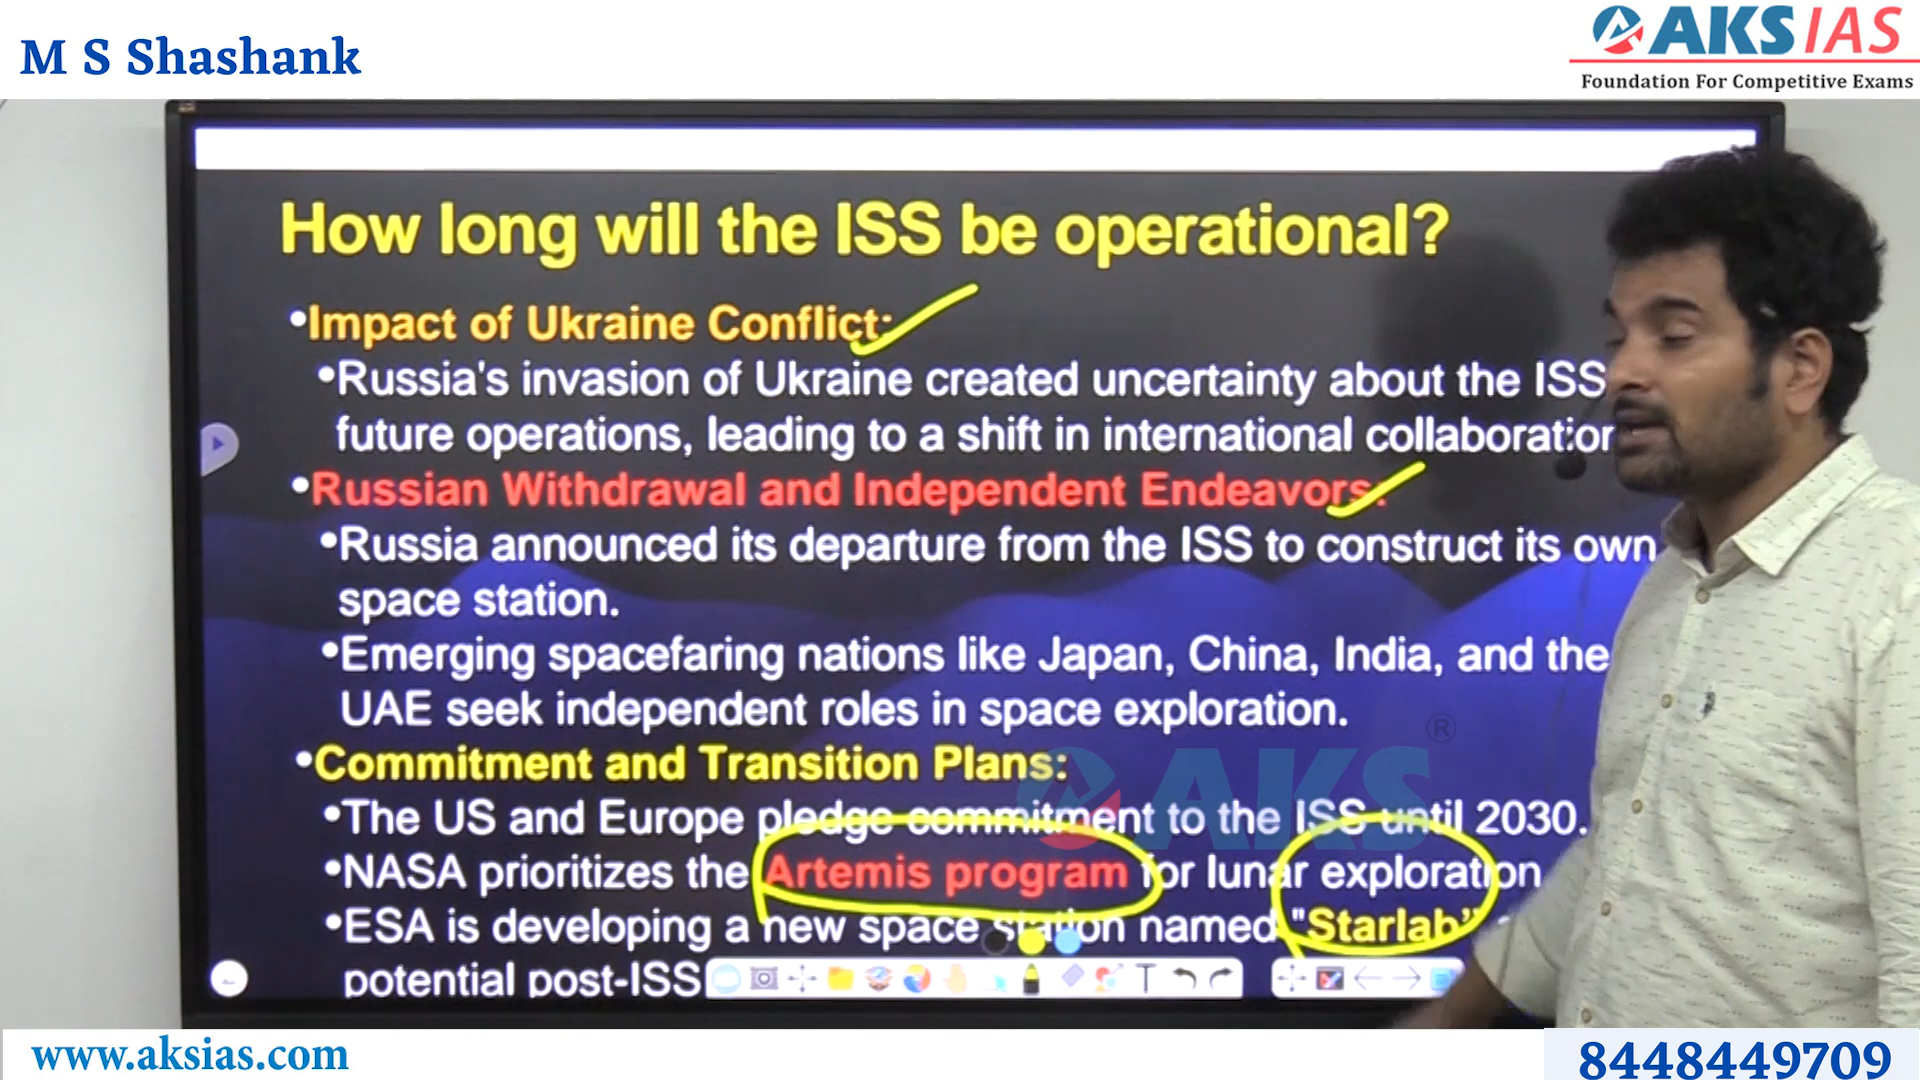 M S Shashank
AKS IAS
Foundation For Competitive Exams
How long will the ISS be operational?
•Impact of Ukraine Conflict:
•Russia's invasion of Ukraine created uncertainty about the ISS
future operations, leading to a shift in international collaboration
•Russian Withdrawal and Independent Endeavors:
•Russia announced its departure from the ISS to construct its own
space station.
•Emerging spacefaring nations like Japan, China, India, and the
UAE seek independent roles in space exploration.
•Commitment and Transition Plans:
•The US and Europe pledge commitment to the ISS until 2030.
•NASA prioritizes the Artemis program for lunar exploration
•ESA is developing a new space station named "Starlab"
potential post-ISS
AKS ®
www.aksias.com
8448449709